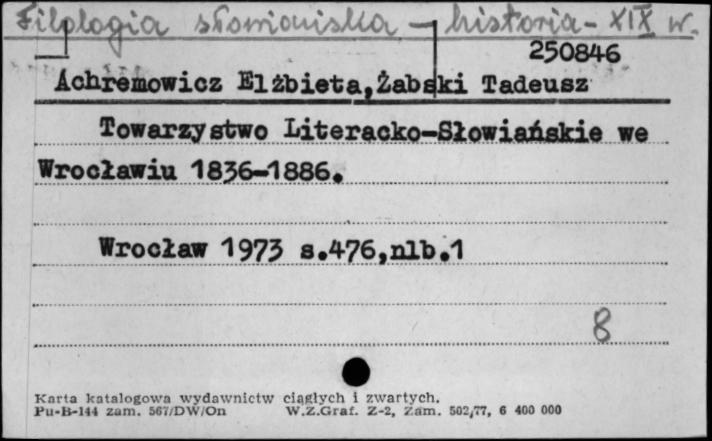 Filologia słowiańska - historia - XIX w.
250846
Achremowicz Elżbieta,Żabski Tadeusz
Towarzystwo Literacko-Słowiańskie we
Wrocławiu 1836-1886.
Wrocław 1973 s.476,nlb.1
8
Karta katalogowa wydawnictw ciągłych i zwartych.
Pu-B-144 zam. 567/DW/On W.Z.Graf. Z-2, Zam. 502/77, 6 400 000